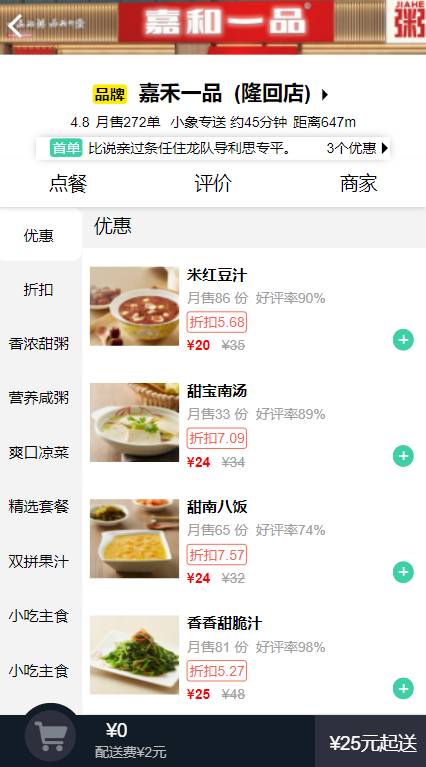 嘉和一品
JIAHE
粥
品牌 嘉禾一品 (隆回店)
4.8 月售272单 小象专送 约45分钟 距离647m
首单 比说亲过条任住龙队导利思专平。 3个优惠
点餐 评价 商家
优惠
折扣
香浓甜粥
营养咸粥
爽口凉菜
精选套餐
双拼果汁
小吃主食
小吃主食
优惠
米红豆汁
月售86 份 好评率90%
折扣5.68
¥20 ¥35
甜宝南汤
月售33 份 好评率89%
折扣7.09
¥24 ¥34
甜南八饭
月售65 份 好评率74%
折扣7.57
¥24 ¥32
香香甜脆汁
月售81 份 好评率98%
折扣5.27
¥25 ¥48
¥0
配送费¥2元
¥25元起送